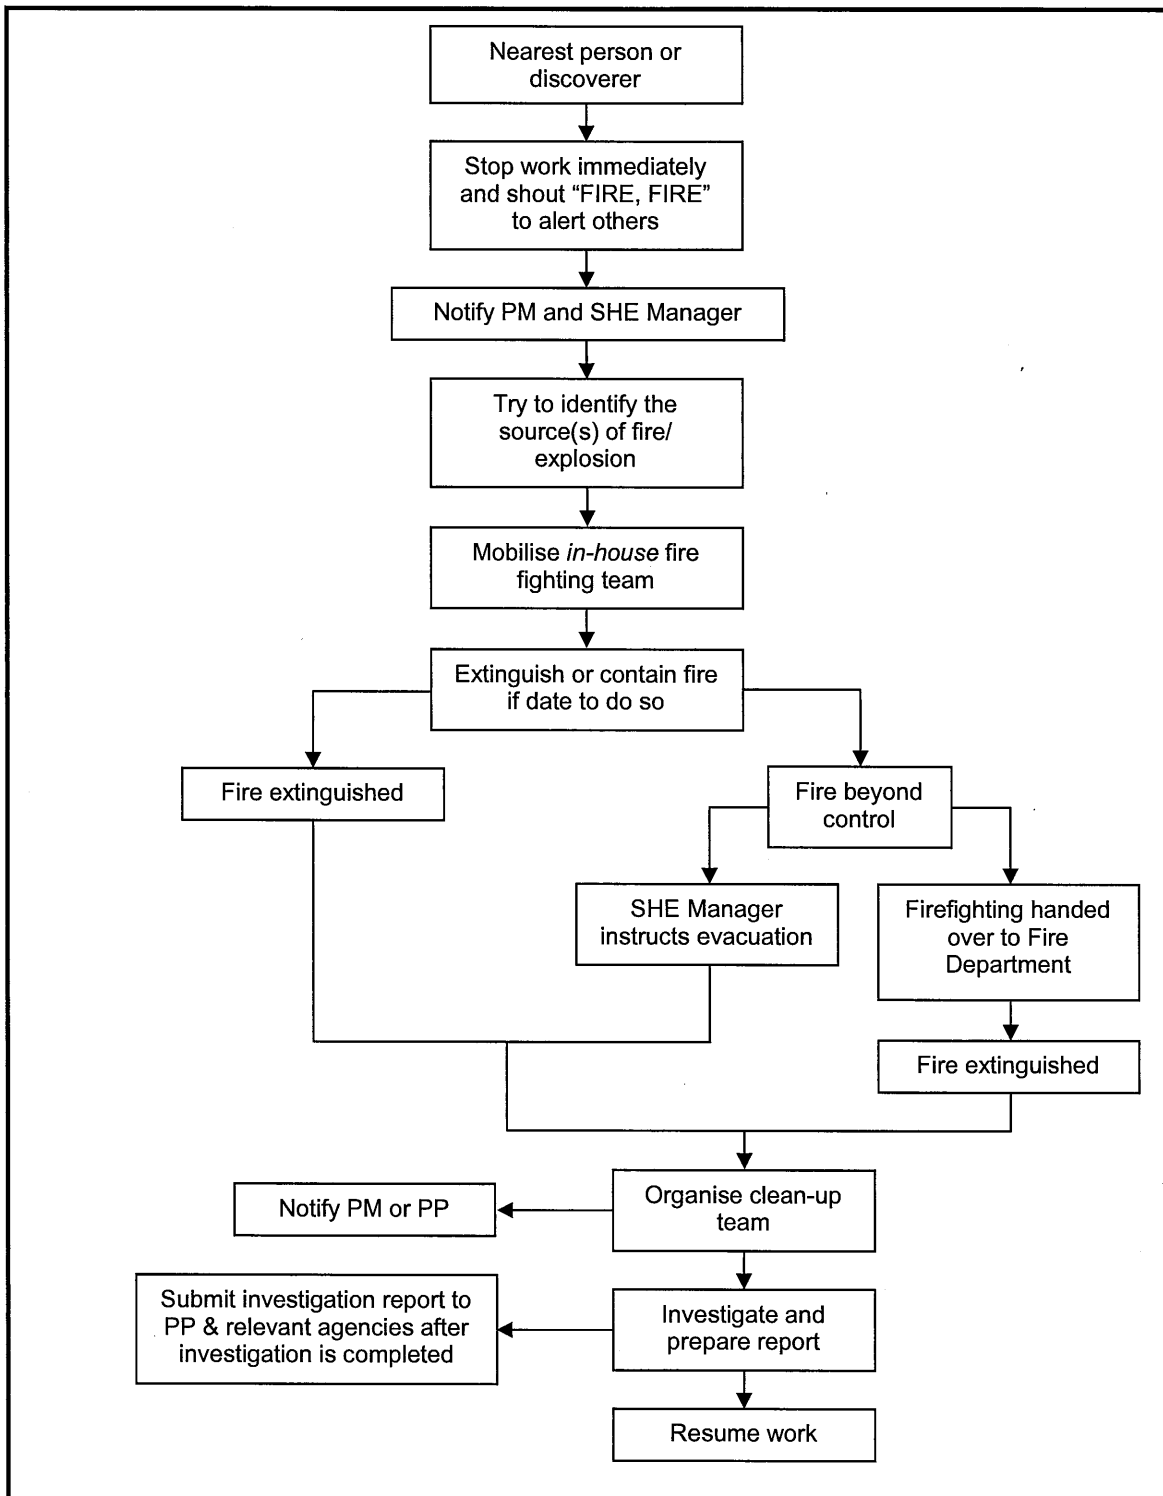 Nearest person or
discoverer
Stop work immediately
and shout “FIRE, FIRE”
to alert others
Notify PM and SHE Manager
Try to identify the
source(s) of fire/
explosion
Mobilise in-house fire
fighting team
Extinguish or contain fire
if date to do so
Fire extinguished
Fire beyond
control
SHE Manager
instructs evacuation
Firefighting handed
over to Fire
Department
Fire extinguished
Organise clean-up
team
Notify PM or PP
Investigate and
prepare report
Submit investigation report to
PP & relevant agencies after
investigation is completed
Resume work